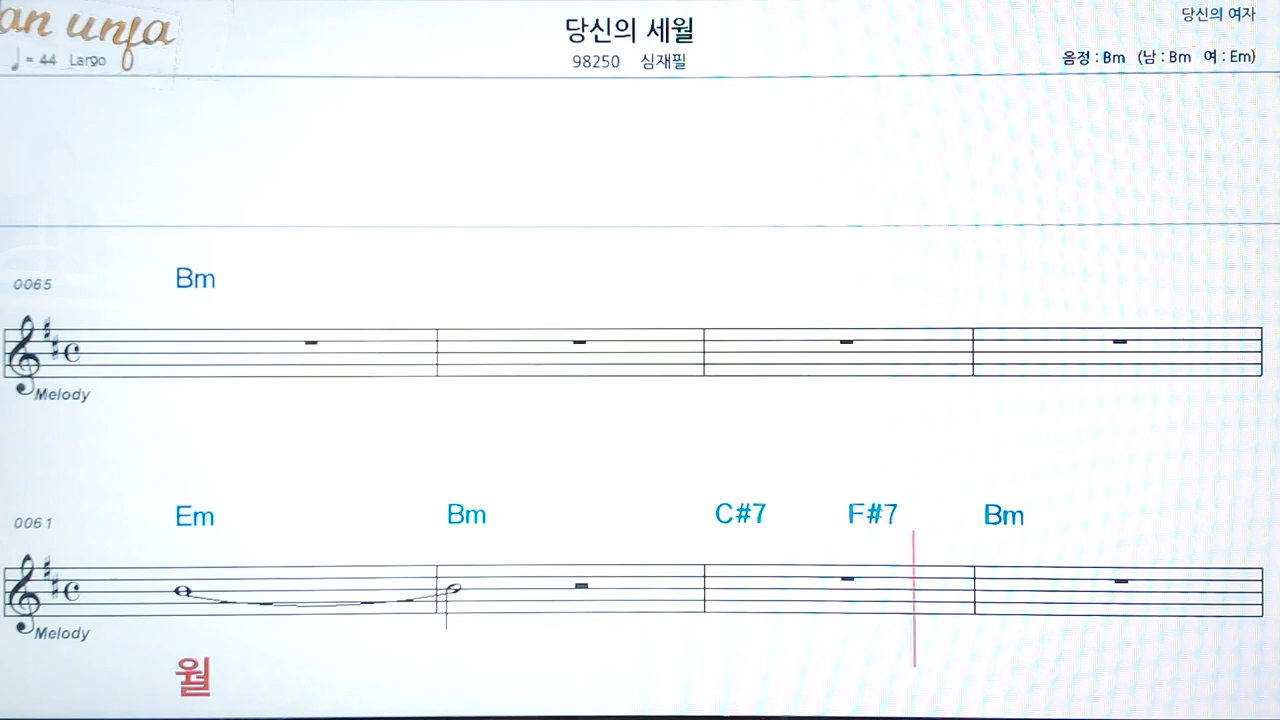 an unja
당신의 세월
당신의 여자
♩ = 44 Largo
98250 심재필
음정 : Bm (남 : Bm 여 : Em)
0065 Bm
Melody
0061 Em Bm C#7 F#7 Bm
Melody
월